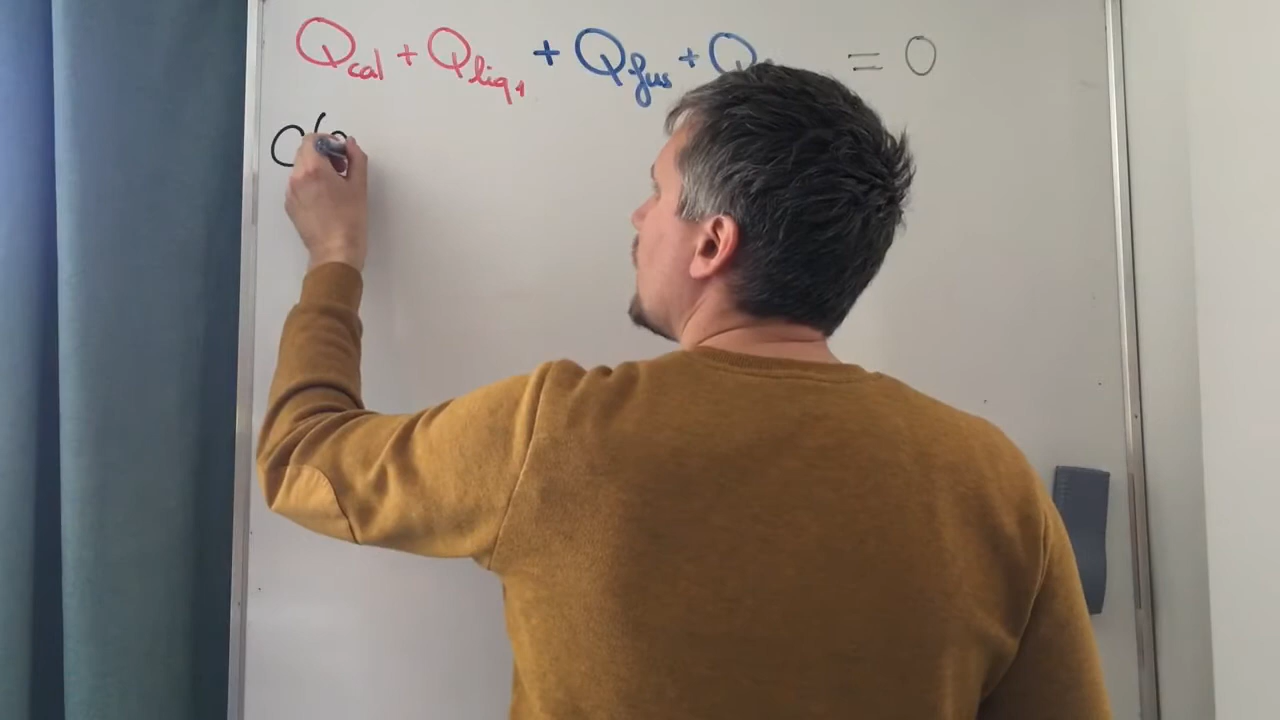 Qcal + Qliq1 + Qfus + Q = 0